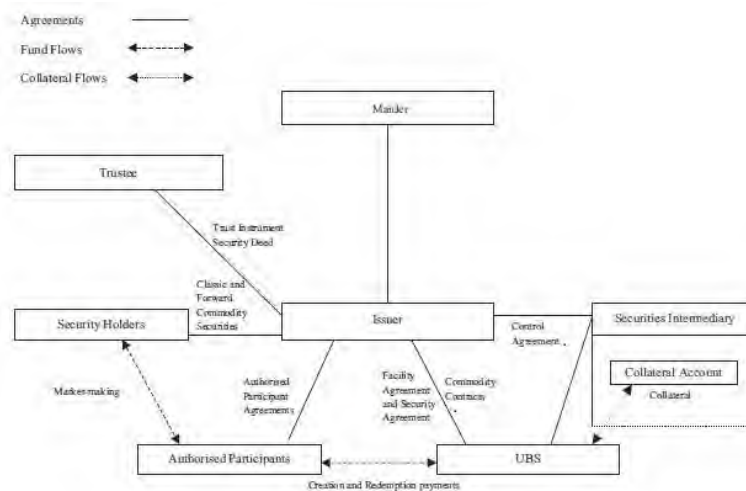 Agreements
Fund Flows
Collateral Flows
Master
Trustee
Trust Instrument
Security Deed
Classic and
Forward
Commodity
Securities
Security Holders
Issuer
Securities Intermediary
Control
Agreement
Collateral Account
Collateral
Market-making
Authorised
Participant
Agreements
Facility
Agreement
and Security
Agreement
Commodity
Contracts
Authorised Participants
UBS
Creation and Redemption payments